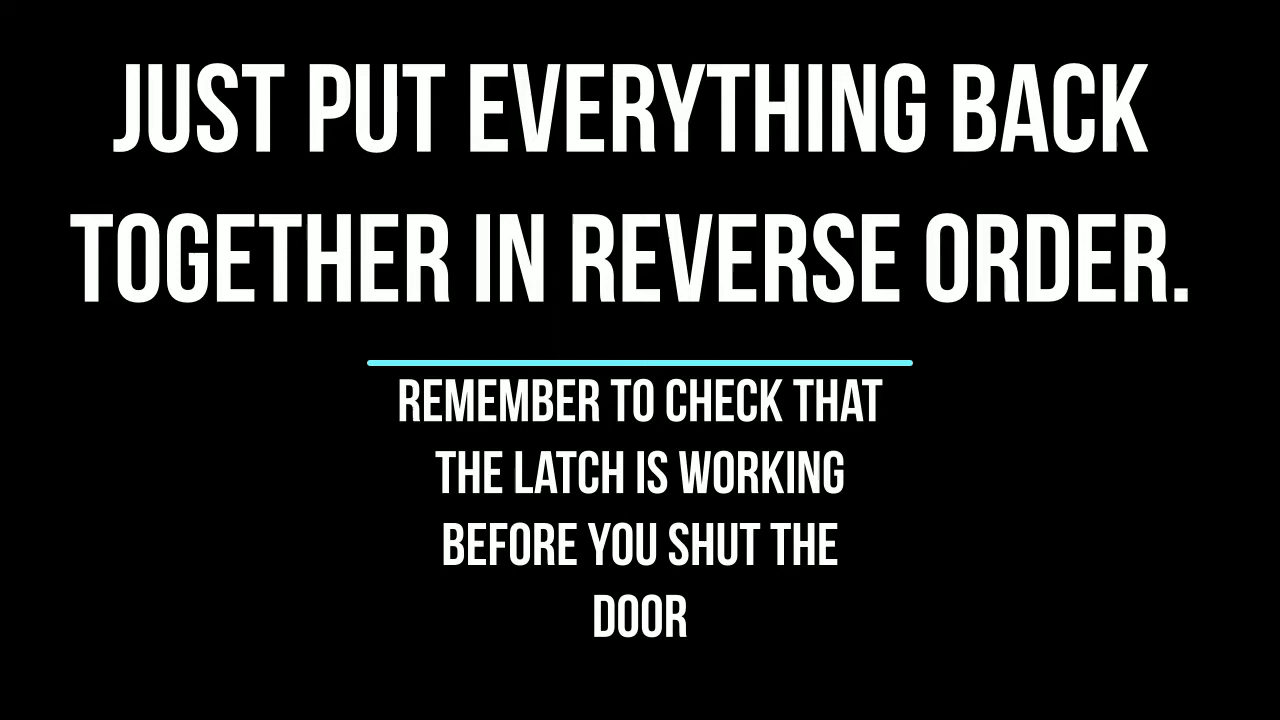 JUST PUT EVERYTHING BACK
TOGETHER IN REVERSE ORDER.
REMEMBER TO CHECK THAT
THE LATCH IS WORKING
BEFORE YOU SHUT THE
DOOR